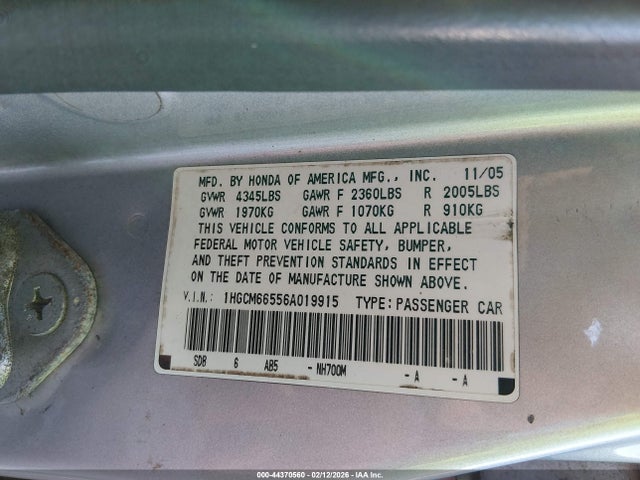 MFD. BY HONDA OF AMERICA MFG., INC. 11/05
GVWR 4345LBS GAWR F 2360LBS R 2005LBS
GVWR 1970KG GAWR F 1070KG R 910KG
THIS VEHICLE CONFORMS TO ALL APPLICABLE
FEDERAL MOTOR VEHICLE SAFETY, BUMPER,
AND THEFT PREVENTION STANDARDS IN EFFECT
ON THE DATE OF MANUFACTURE SHOWN ABOVE.
V.I.N.: 1HGCM66556A019915 TYPE: PASSENGER CAR
SDB 6 AB5 - NH700M - A - A
000-44370560 02/12/2026 - IAAI.COM